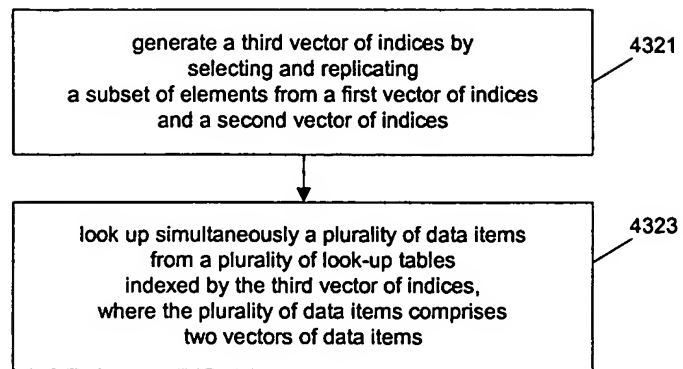 generate a third vector of indices by
selecting and replicating
a subset of elements from a first vector of indices
and a second vector of indices
4321
look up simultaneously a plurality of data items
from a plurality of look-up tables
indexed by the third vector of indices,
where the plurality of data items comprises
two vectors of data items
4323